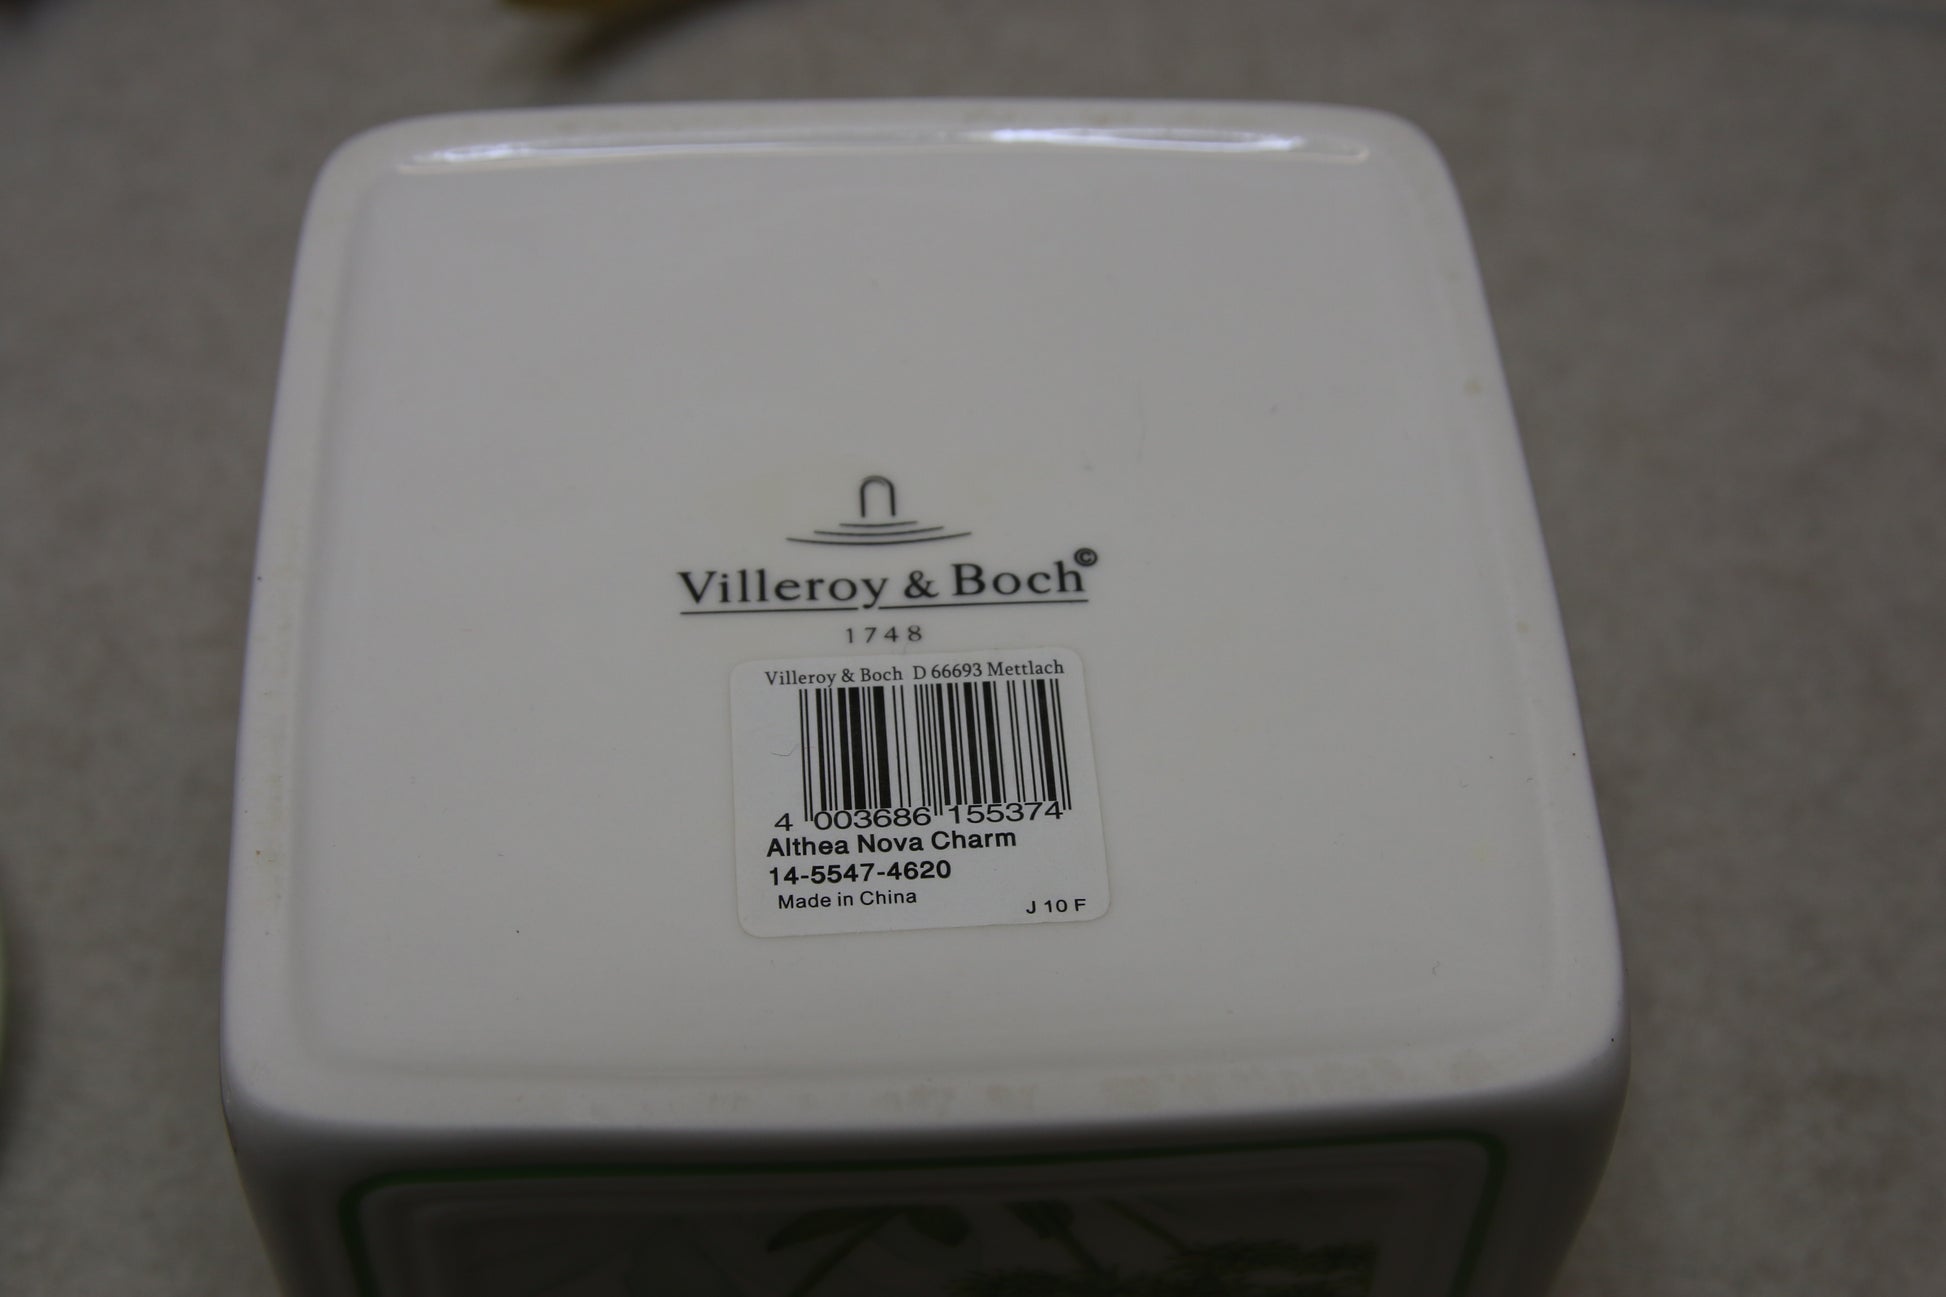 Villeroy & Boch©
1748
Villeroy & Boch D 66693 Mettlach
4 003686 155374
Althea Nova Charm
14-5547-4620
Made in China
J 10 F